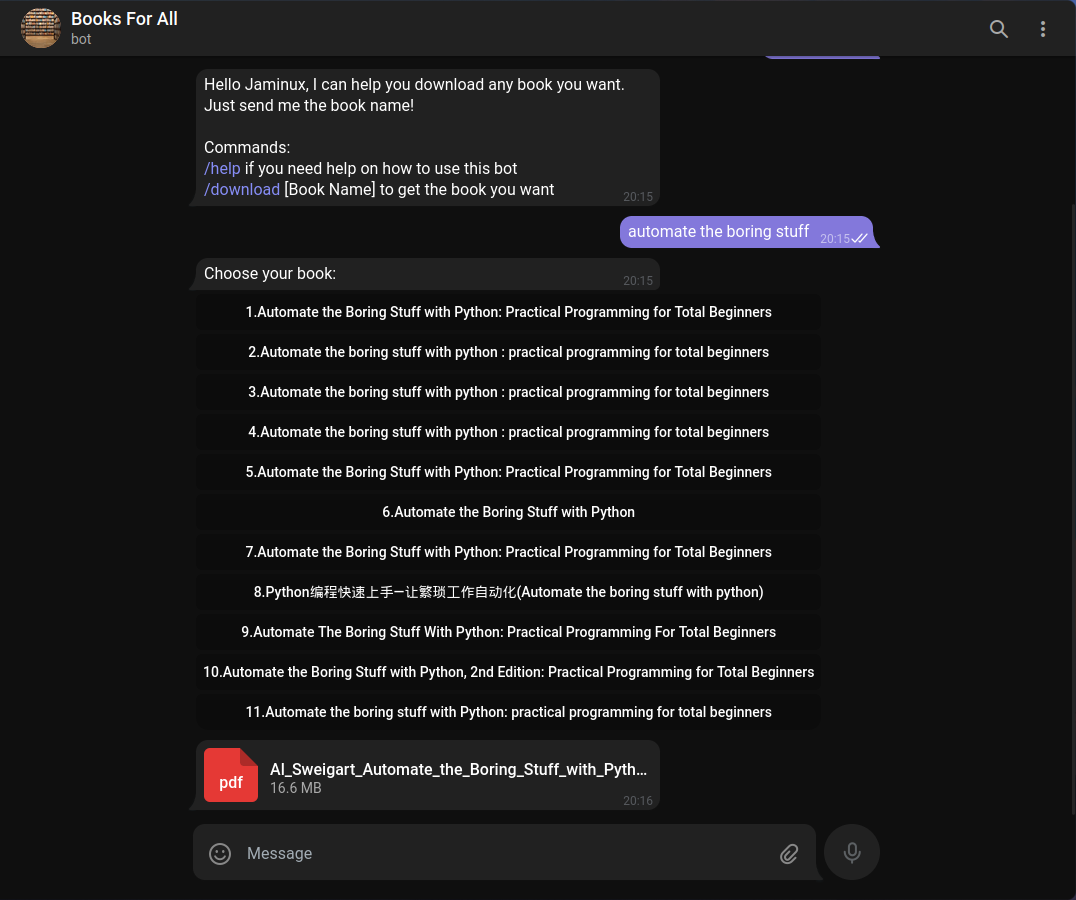 Books For All
bot
Hello Jaminux, I can help you download any book you want.
Just send me the book name!
Commands:
/help if you need help on how to use this bot
/download [Book Name] to get the book you want
20:15
automate the boring stuff 20:15
Choose your book:
20:15
1.Automate the Boring Stuff with Python: Practical Programming for Total Beginners
2.Automate the boring stuff with python : practical programming for total beginners
3.Automate the boring stuff with python : practical programming for total beginners
4.Automate the boring stuff with python : practical programming for total beginners
5.Automate the Boring Stuff with Python: Practical Programming for Total Beginners
6.Automate the Boring Stuff with Python
7.Automate the Boring Stuff with Python: Practical Programming for Total Beginners
8.Python编程快速上手—让繁琐工作自动化(Automate the boring stuff with python)
9.Automate The Boring Stuff With Python: Practical Programming For Total Beginners
10.Automate the Boring Stuff with Python, 2nd Edition: Practical Programming for Total Beginners
11.Automate the boring stuff with Python: practical programming for total beginners
pdf
Al_Sweigart_Automate_the_Boring_Stuff_with_Pyth...
16.6 MB
20:16
Message